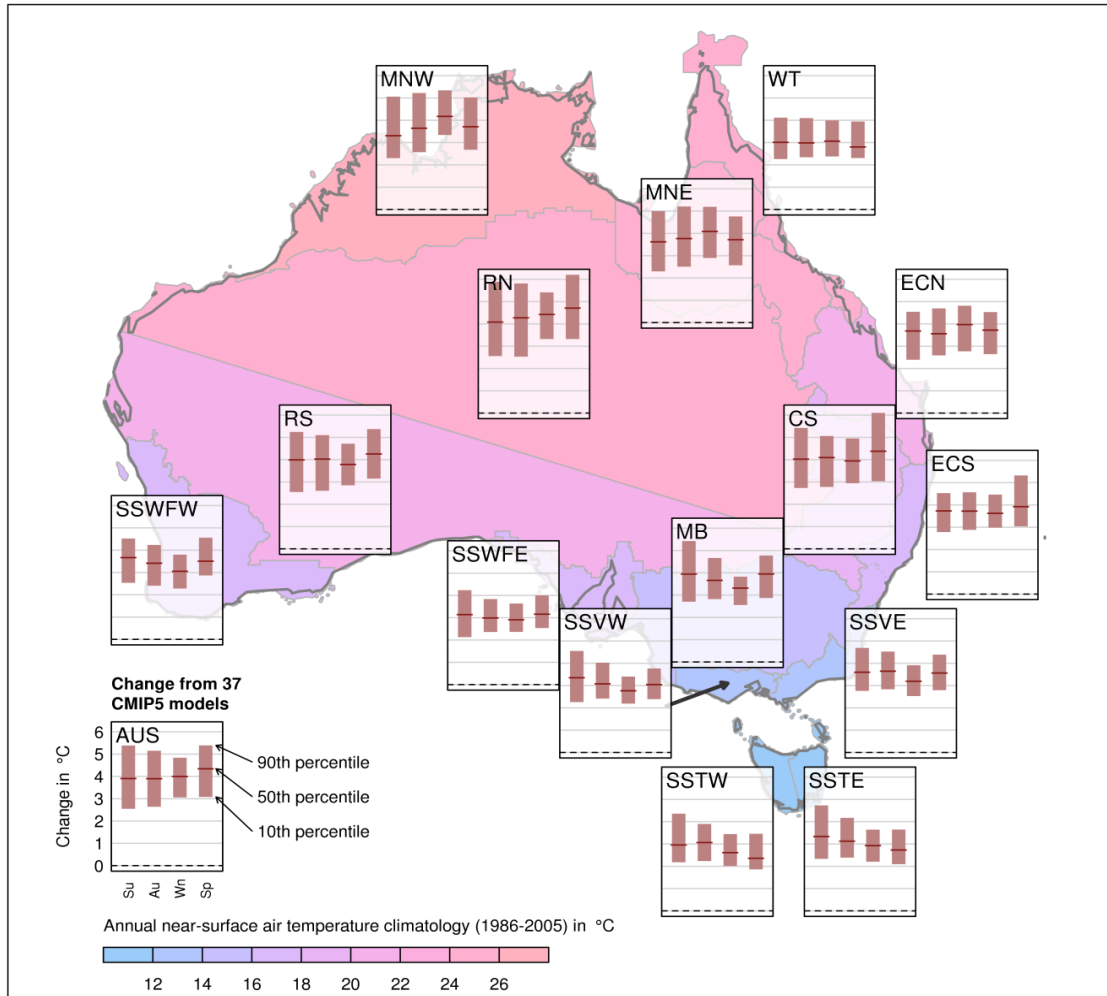 MNW
WT
MNE
RN
ECN
RS
CS
ECS
SSWFW
MB
SSWFE
SSVW
SSVE
Change from 37
CMIP5 models
AUS
6
5
4
3
2
1
0
Change in °C
90th percentile
50th percentile
10th percentile
Su Au Wn Sp
SSTW
SSTE
Annual near-surface air temperature climatology (1986-2005) in °C
12 14 16 18 20 22 24 26